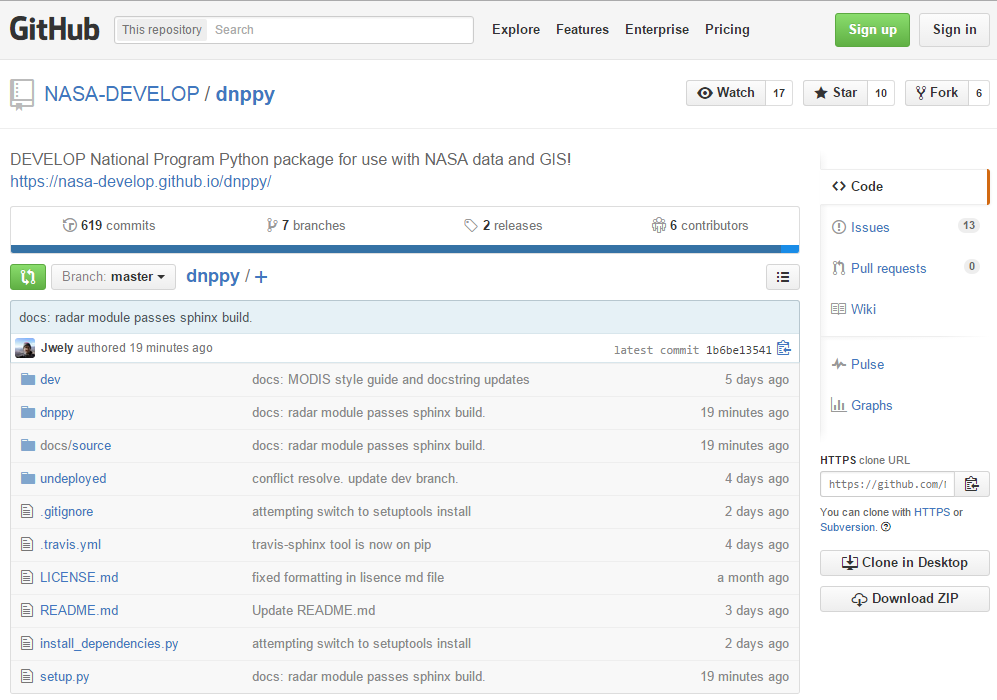 GitHub This repository Search Explore Features Enterprise Pricing Sign up Sign in
NASA-DEVELOP / dnppy Watch 17 Star 10 Fork 6
DEVELOP National Program Python package for use with NASA data and GIS!
https://nasa-develop.github.io/dnppy/
619 commits 7 branches 2 releases 6 contributors
Branch: master dnppy / +
docs: radar module passes sphinx build.
Jwely authored 19 minutes ago latest commit 1b6be13541
dev docs: MODIS style guide and docstring updates 5 days ago
dnppy docs: radar module passes sphinx build. 19 minutes ago
docs/source docs: radar module passes sphinx build. 19 minutes ago
undeployed conflict resolve. update dev branch. 4 days ago
.gitignore attempting switch to setuptools install 2 days ago
.travis.yml travis-sphinx tool is now on pip 4 days ago
LICENSE.md fixed formatting in lisence md file a month ago
README.md Update README.md 3 days ago
install_dependencies.py attempting switch to setuptools install 2 days ago
setup.py docs: radar module passes sphinx build. 19 minutes ago
Code
Issues 13
Pull requests 0
Wiki
Pulse
Graphs
HTTPS clone URL
https://github.com/
You can clone with HTTPS or
Subversion.
Clone in Desktop
Download ZIP